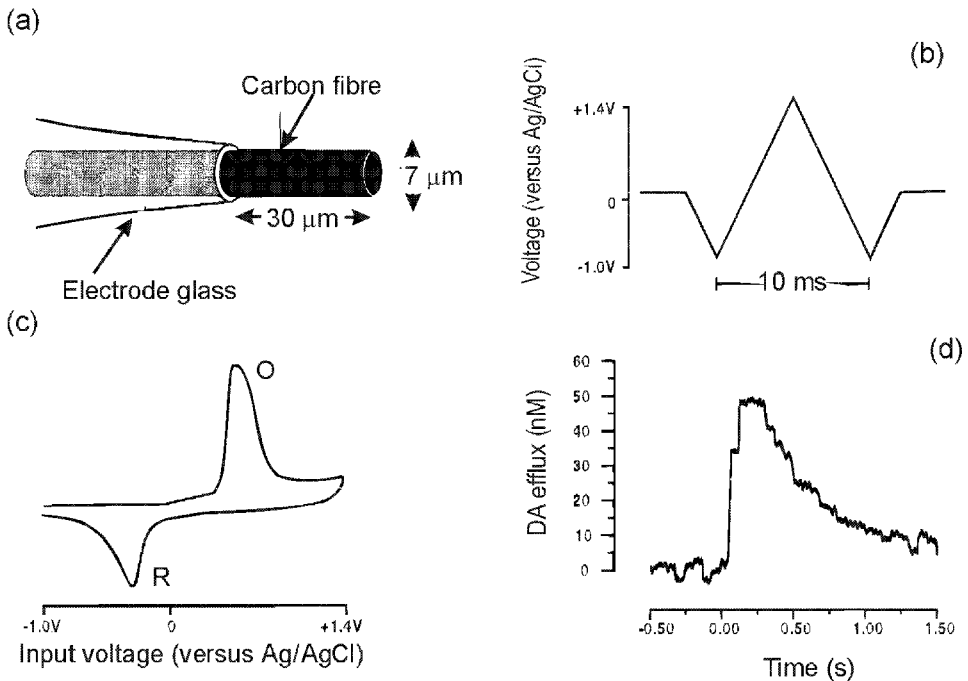 (a)
Carbon fibre
7 μm
30 μm
Electrode glass
(b)
Voltage (versus Ag/AgCl)
+1.4V
0
-1.0V
10 ms
(c)
O
R
-1.0V 0 +1.4V
Input voltage (versus Ag/AgCl)
(d)
DA efflux (nM)
60
50
40
30
20
10
0
-0.50 0.00 0.50 1.00 1.50
Time (s)